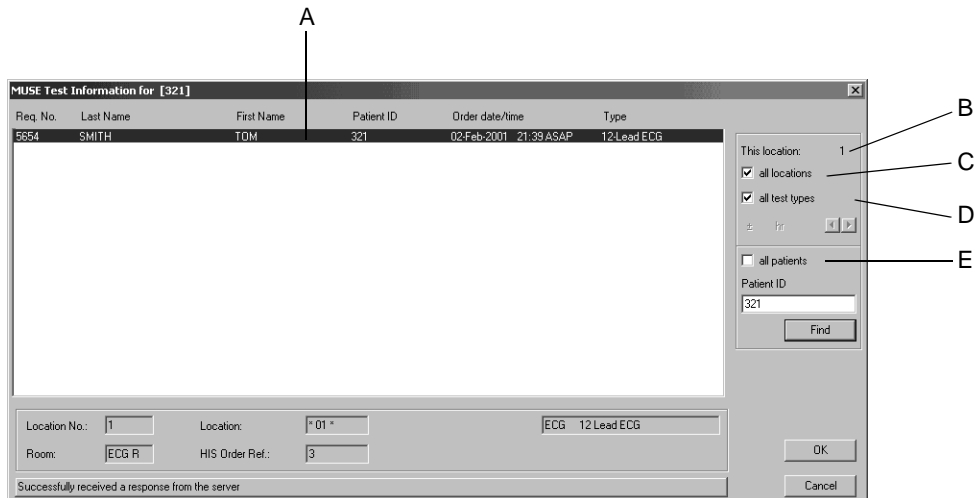 A
MUSE Test Information for [321]
Req. No. Last Name First Name Patient ID Order date/time Type
5654 SMITH TOM 321 02-Feb-2001 21:39 ASAP 12-Lead ECG
This location: 1
B
all locations
C
all test types
D
± hr
all patients
E
Patient ID
321
Find
Location No.: 1 Location: * 01 * ECG 12 Lead ECG
Room: ECG R HIS Order Ref.: 3
OK
Successfully received a response from the server
Cancel